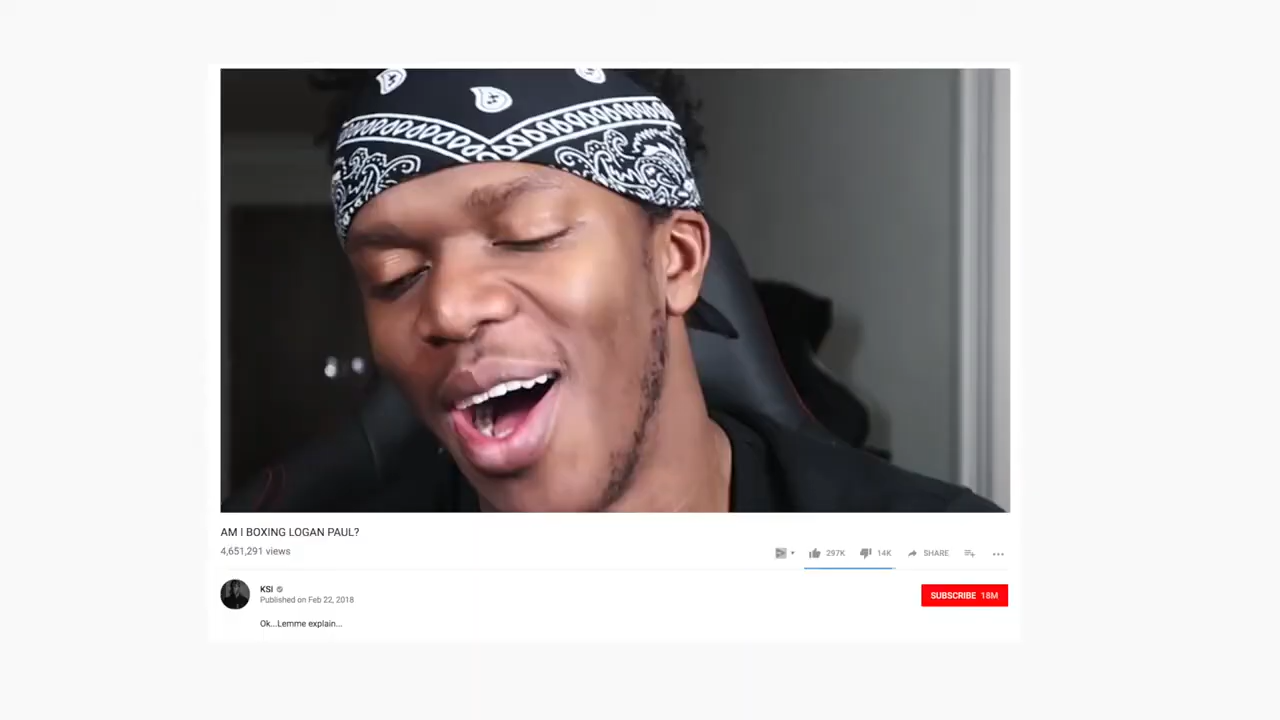 AM I BOXING LOGAN PAUL?
4,651,291 views
297K 14K SHARE
KSI
Published on Feb 22, 2018
SUBSCRIBE 18M
Ok...Lemme explain...